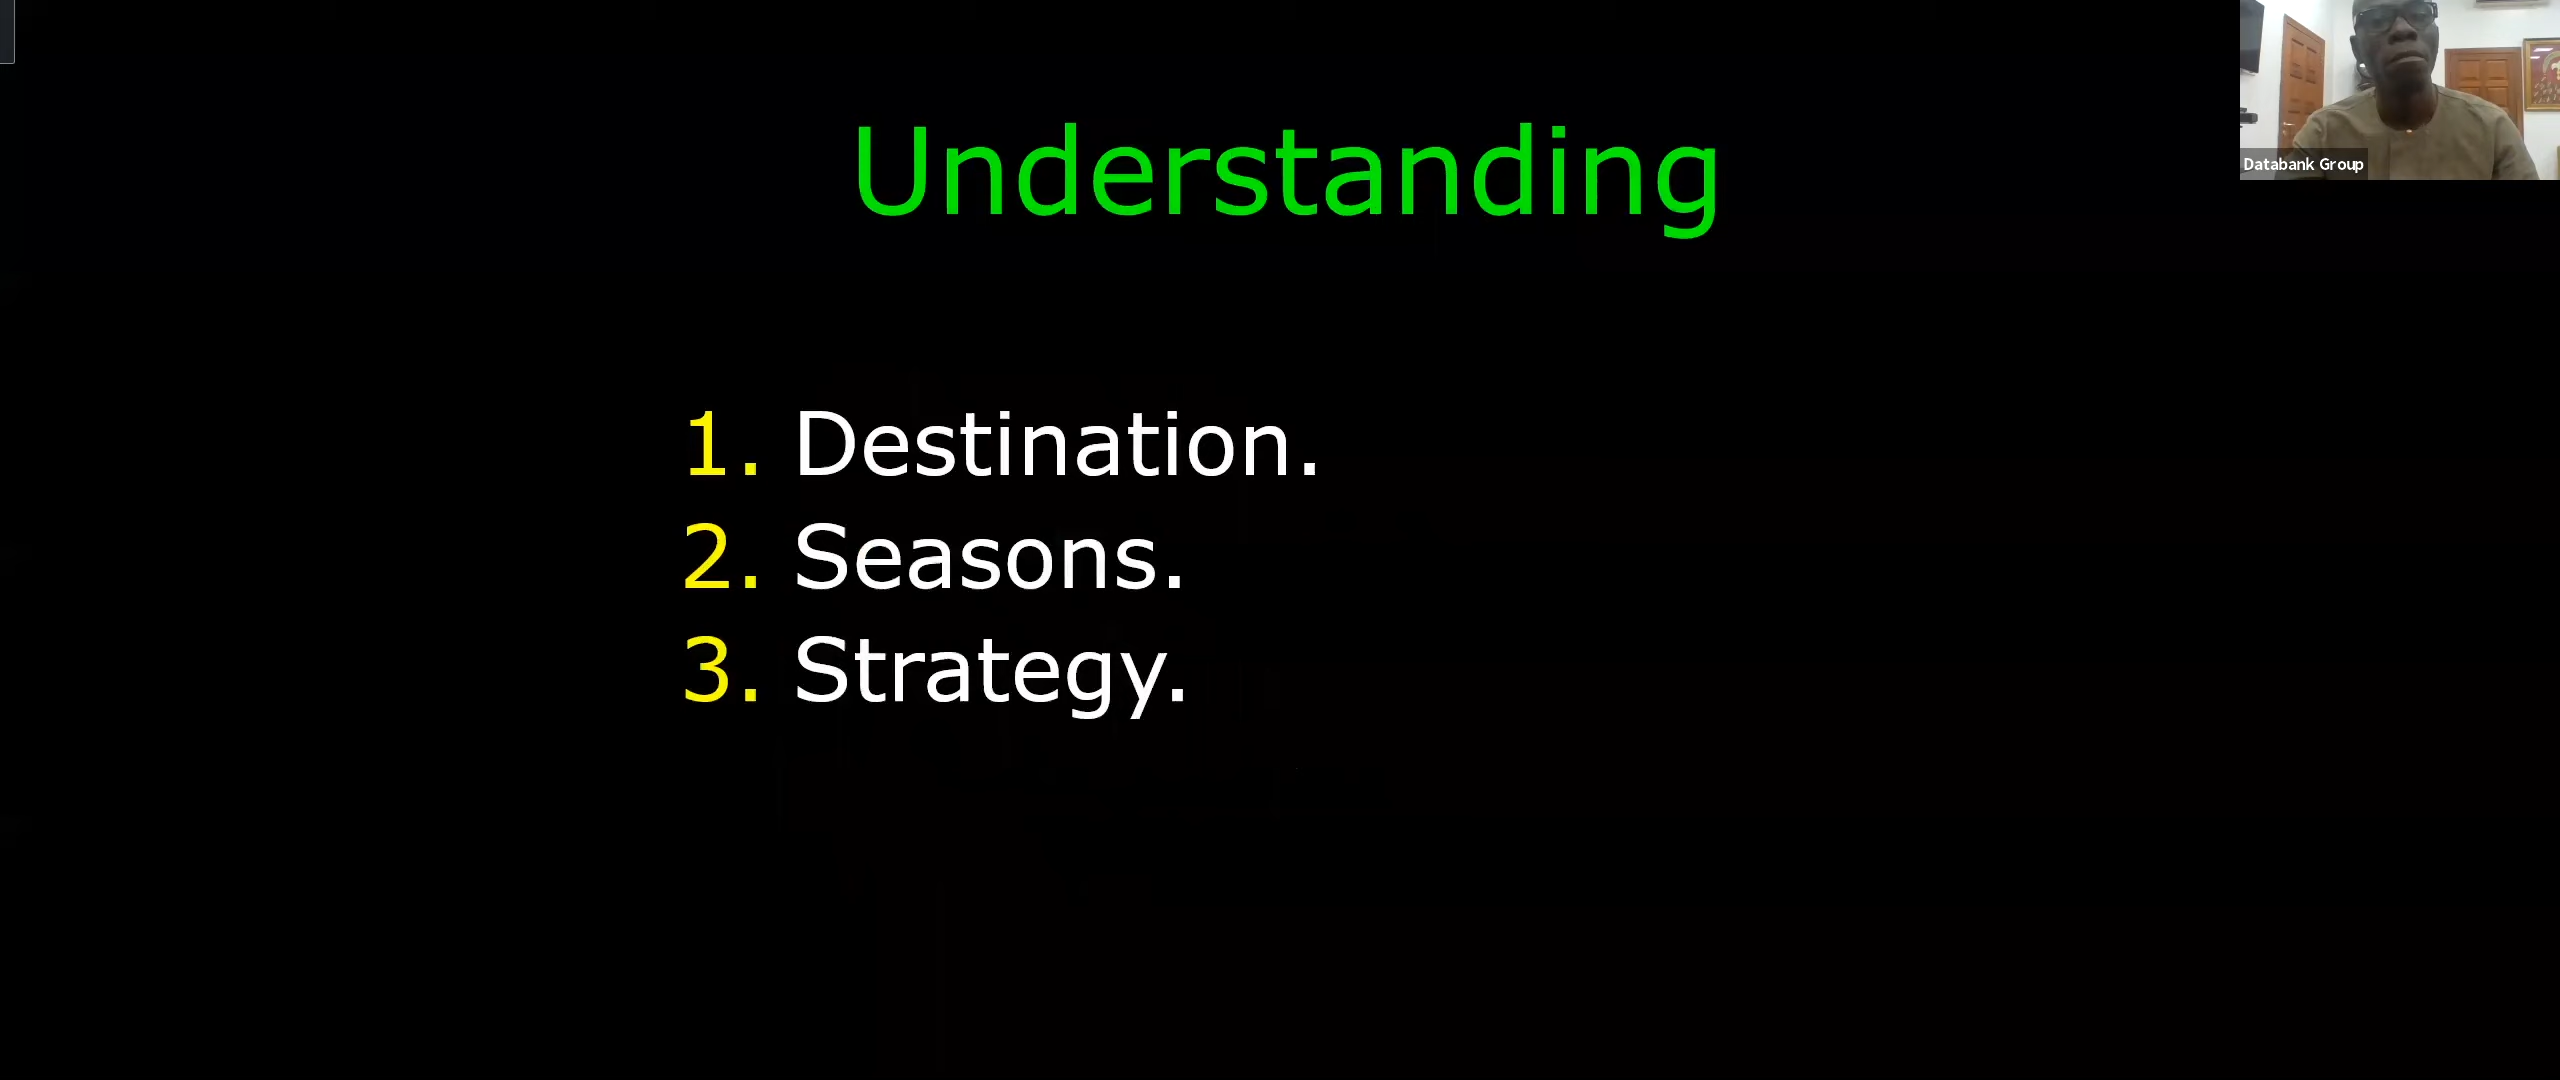 Understanding
1. Destination.
2. Seasons.
3. Strategy.
Databank Group